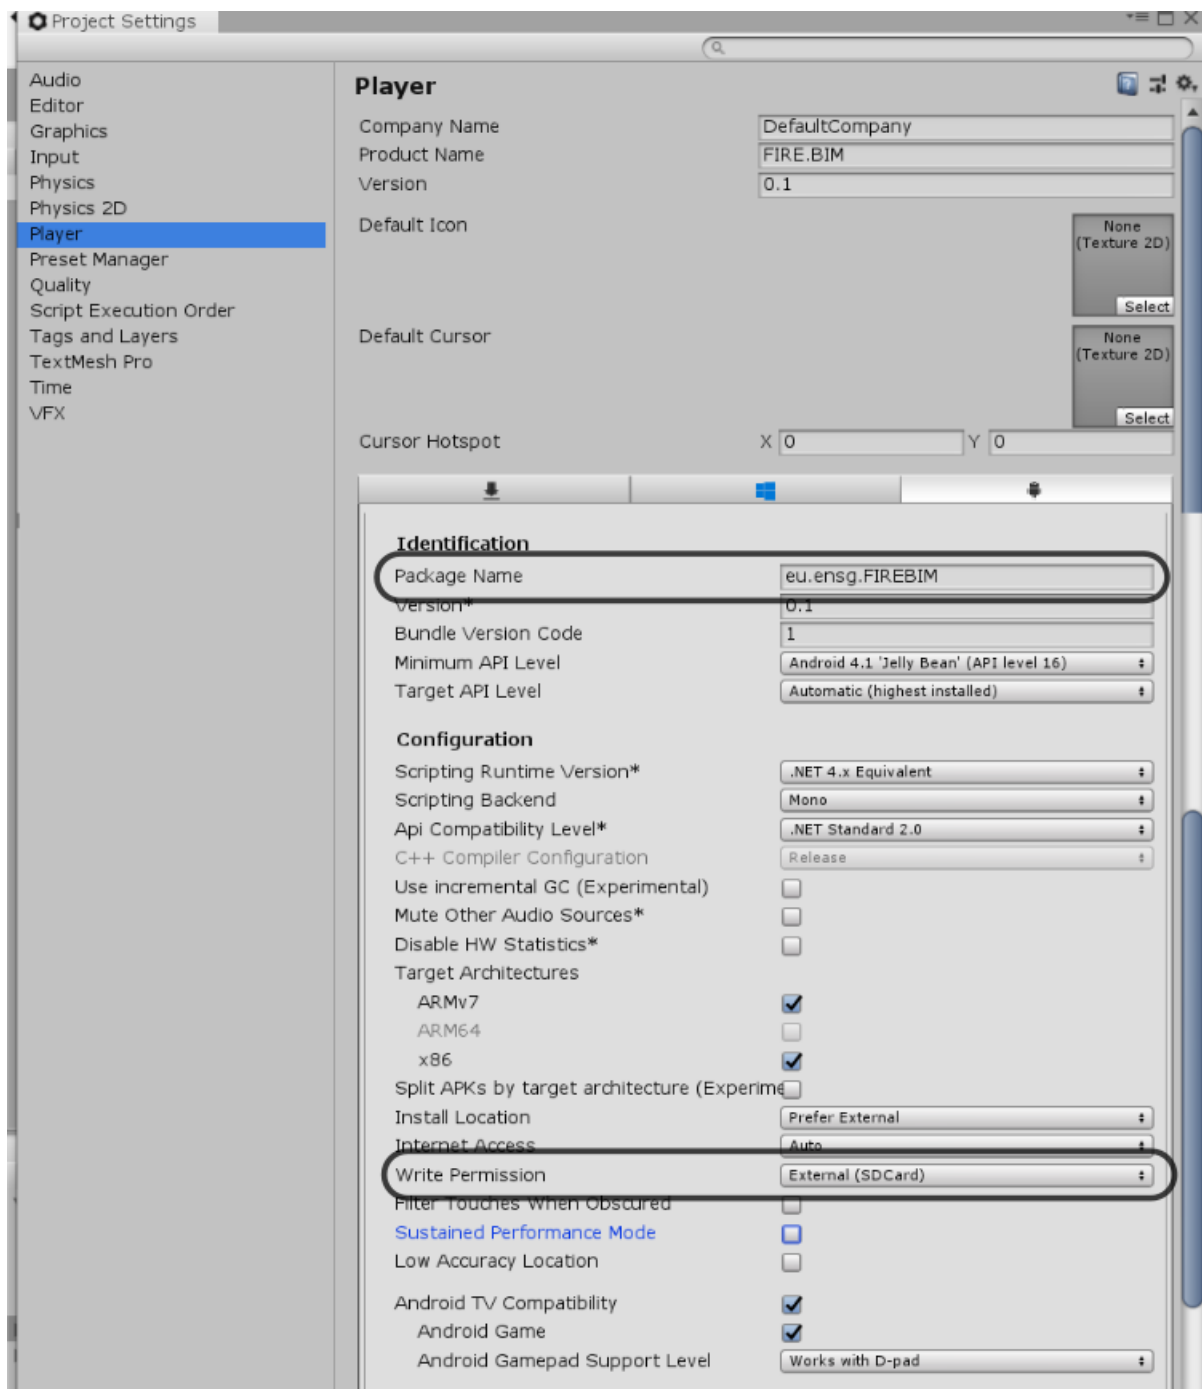 Project Settings
Audio
Editor
Graphics
Input
Physics
Physics 2D
Player
Preset Manager
Quality
Script Execution Order
Tags and Layers
TextMesh Pro
Time
VFX
Player
Company Name DefaultCompany
Product Name FIRE.BIM
Version 0.1
Default Icon
None
(Texture 2D)
Select
Default Cursor
None
(Texture 2D)
Select
Cursor Hotspot X 0 Y 0
Identification
Package Name eu.ensg.FIREBIM
Version* 0.1
Bundle Version Code 1
Minimum API Level Android 4.1 'Jelly Bean' (API level 16)
Target API Level Automatic (highest installed)
Configuration
Scripting Runtime Version* .NET 4.x Equivalent
Scripting Backend Mono
Api Compatibility Level* .NET Standard 2.0
C++ Compiler Configuration Release
Use incremental GC (Experimental)
Mute Other Audio Sources*
Disable HW Statistics*
Target Architectures
ARMv7
ARM64
x86
Split APKs by target architecture (Experime
Install Location Prefer External
Internet Access Auto
Write Permission External (SDCard)
Filter Touches When Obscured
Sustained Performance Mode
Low Accuracy Location
Android TV Compatibility
Android Game
Android Gamepad Support Level Works with D-pad